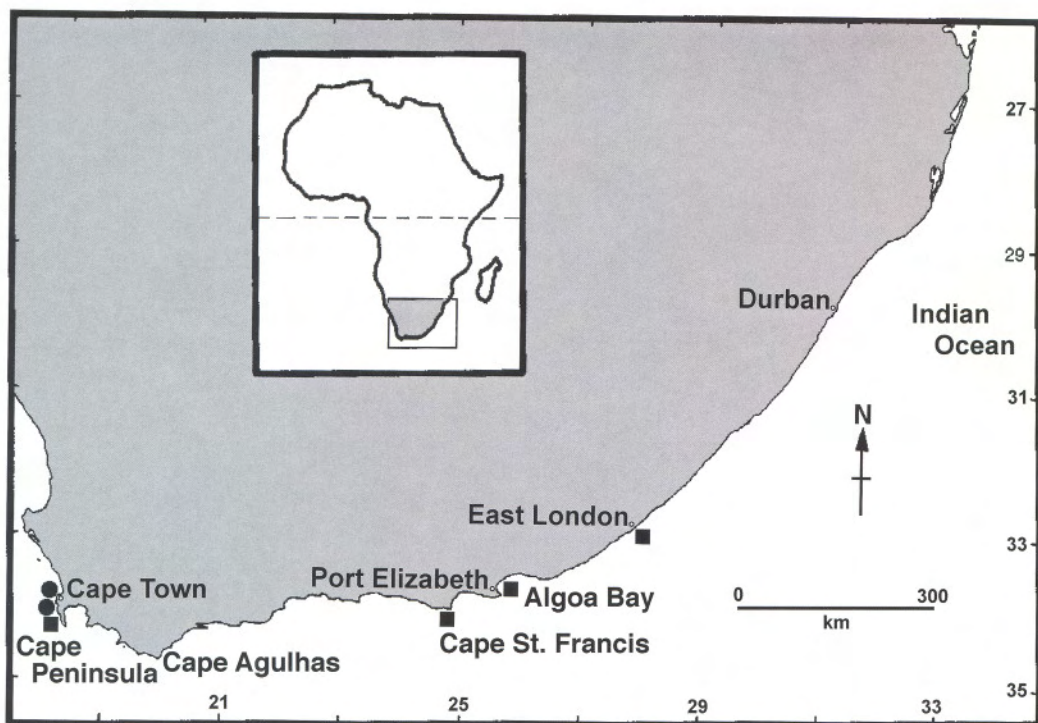 27
29
Durban
Indian
Ocean
31
N
East London
33
Port Elizabeth
Cape Town
Algoa Bay
0 300
km
Cape St. Francis
Cape
Peninsula
Cape Agulhas
35
21 25 29 33